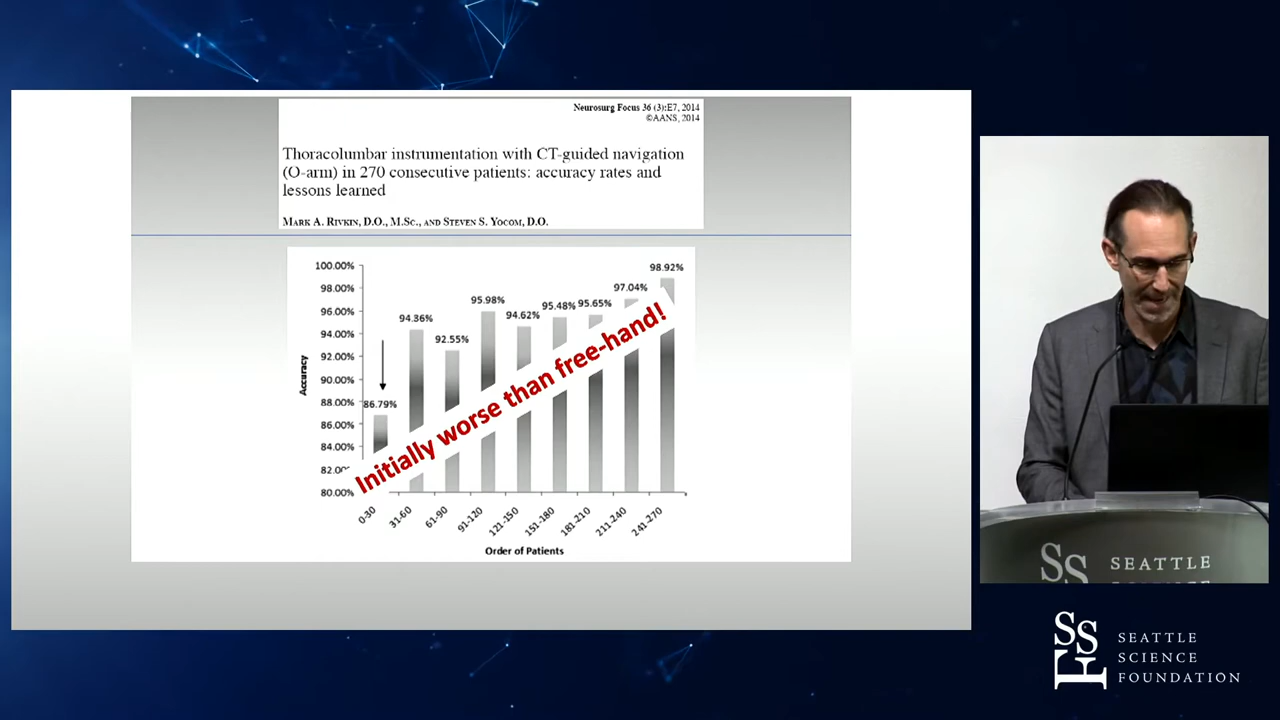 Neurosurg Focus 36 (3):E7, 2014
©AANS, 2014
Thoracolumbar instrumentation with CT-guided navigation
(O-arm) in 270 consecutive patients: accuracy rates and
lessons learned
MARK A. RIVKIN, D.O., M.SC., AND STEVEN S. YOCOM, D.O.
100.00%
98.00%
96.00%
94.00%
92.00%
90.00%
88.00%
86.00%
84.00%
82.00%
80.00%
Accuracy
86.79%
94.36%
92.55%
95.98%
94.62%
95.48%
95.65%
97.04%
98.92%
Initially worse than free-hand!
0-30
31-60
61-90
91-120
121-150
151-180
181-210
211-240
241-270
Order of Patients
SSF
SEATTLE
SCIENCE
FOUNDATION
SS
SEATTLE